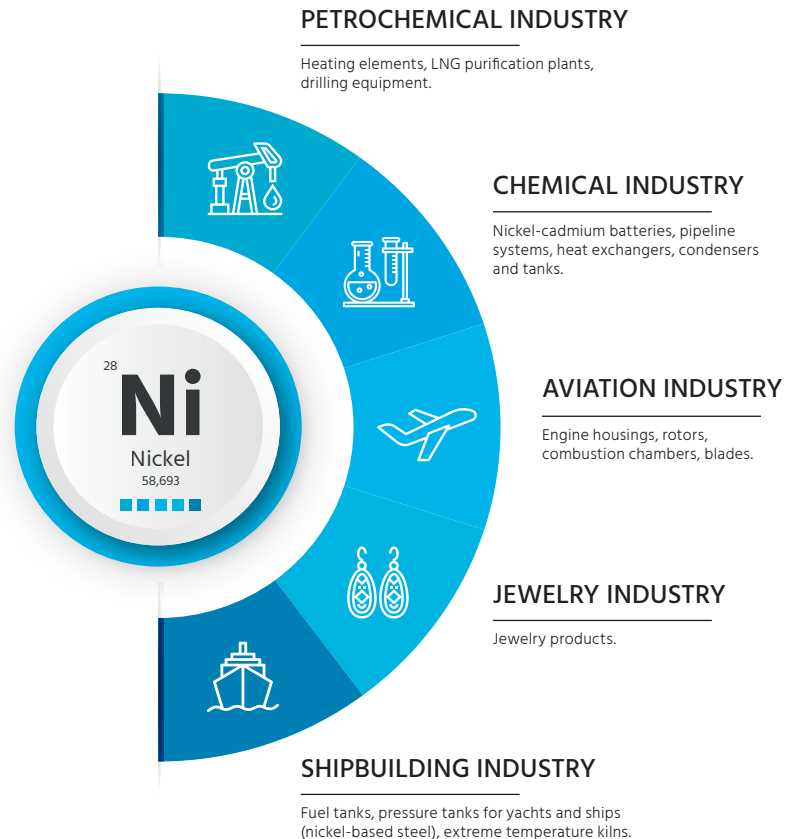 PETROCHEMICAL INDUSTRY
Heating elements, LNG purification plants,
drilling equipment.
CHEMICAL INDUSTRY
Nickel-cadmium batteries, pipeline
systems, heat exchangers, condensers
and tanks.
28
Ni
Nickel
58,693
AVIATION INDUSTRY
Engine housings, rotors,
combustion chambers, blades.
JEWELRY INDUSTRY
Jewelry products.
SHIPBUILDING INDUSTRY
Fuel tanks, pressure tanks for yachts and ships
(nickel-based steel), extreme temperature kilns.